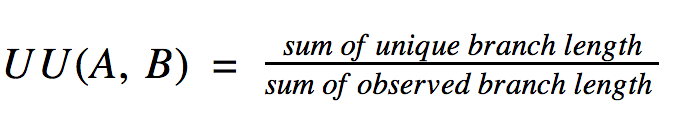 UU(A, B) = sum of unique branch length
sum of observed branch length